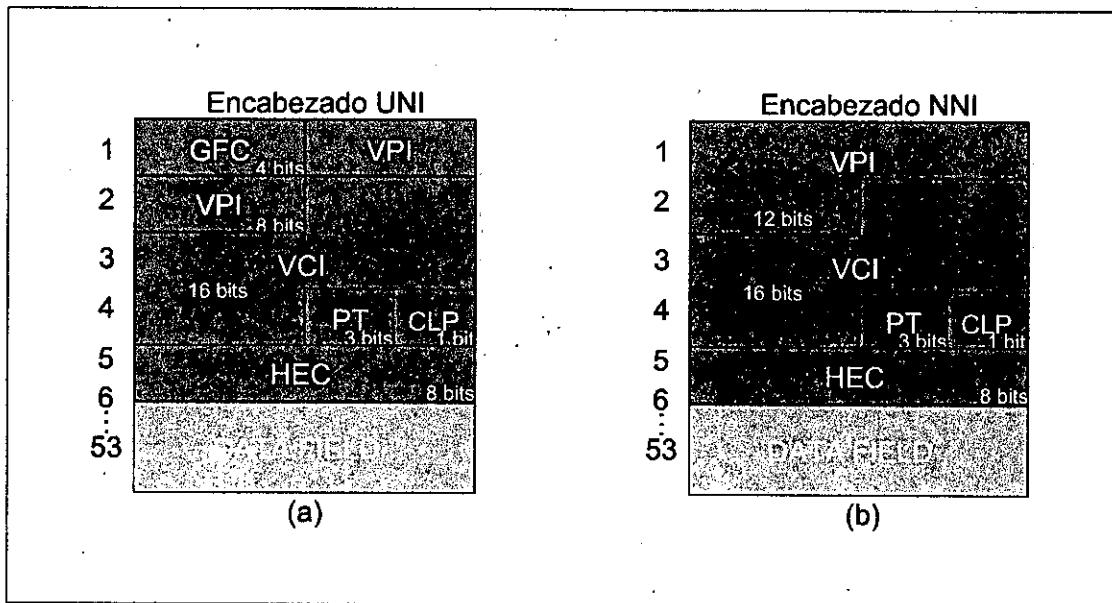 Encabezado UNI
1
GFC
4 bits
VPI
2
VPI
8 bits
3
VCI
16 bits
4
PT
3 bits
CLP
1 bit
5
HEC
8 bits
6
53
DATA FIELD
(a)
Encabezado NNI
1
VPI
2
12 bits
3
VCI
16 bits
4
PT
3 bits
CLP
1 bit
5
HEC
8 bits
6
53
DATA FIELD
(b)